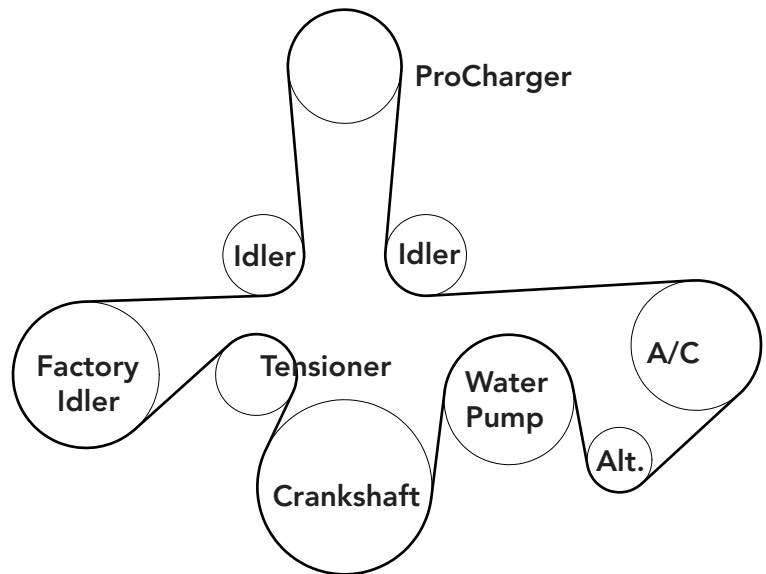 ProCharger
Idler
Idler
Factory
Idler
Tensioner
A/C
Water
Pump
Alt.
Crankshaft